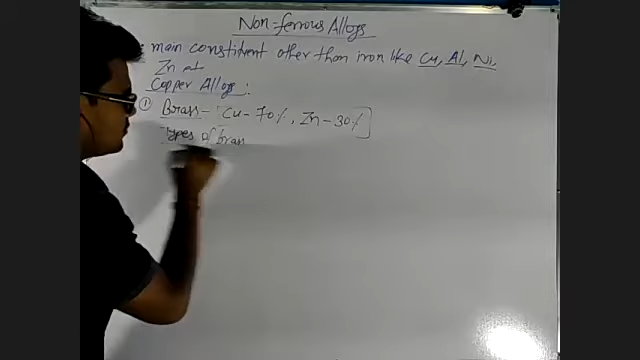 Non-ferrous Alloys
main constituent other than iron like Cu, Al, Ni,
Zn etc
Copper Alloys :
① Brass - Cu - 70%, Zn - 30%
Types of brass